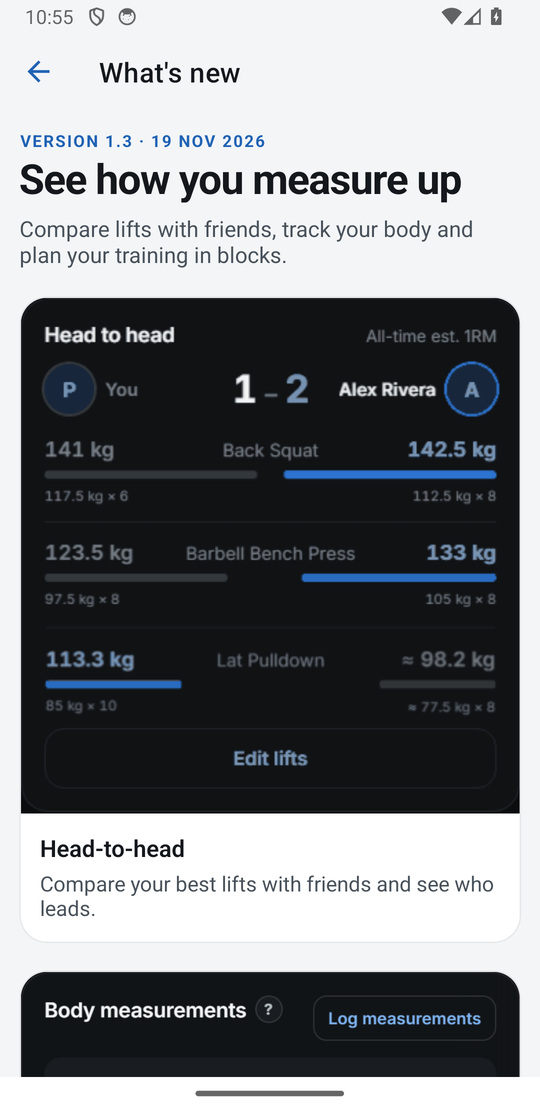 10:55
What's new
VERSION 1.3 · 19 NOV 2026
See how you measure up
Compare lifts with friends, track your body and
plan your training in blocks.
Head to head
All-time est. 1RM
P You 1 – 2 Alex Rivera A
141 kg Back Squat 142.5 kg
117.5 kg × 6 112.5 kg × 8
123.5 kg Barbell Bench Press 133 kg
97.5 kg × 8 105 kg × 8
113.3 kg Lat Pulldown ≈ 98.2 kg
85 kg × 10 ≈ 77.5 kg × 8
Edit lifts
Head-to-head
Compare your best lifts with friends and see who
leads.
Body measurements ? Log measurements